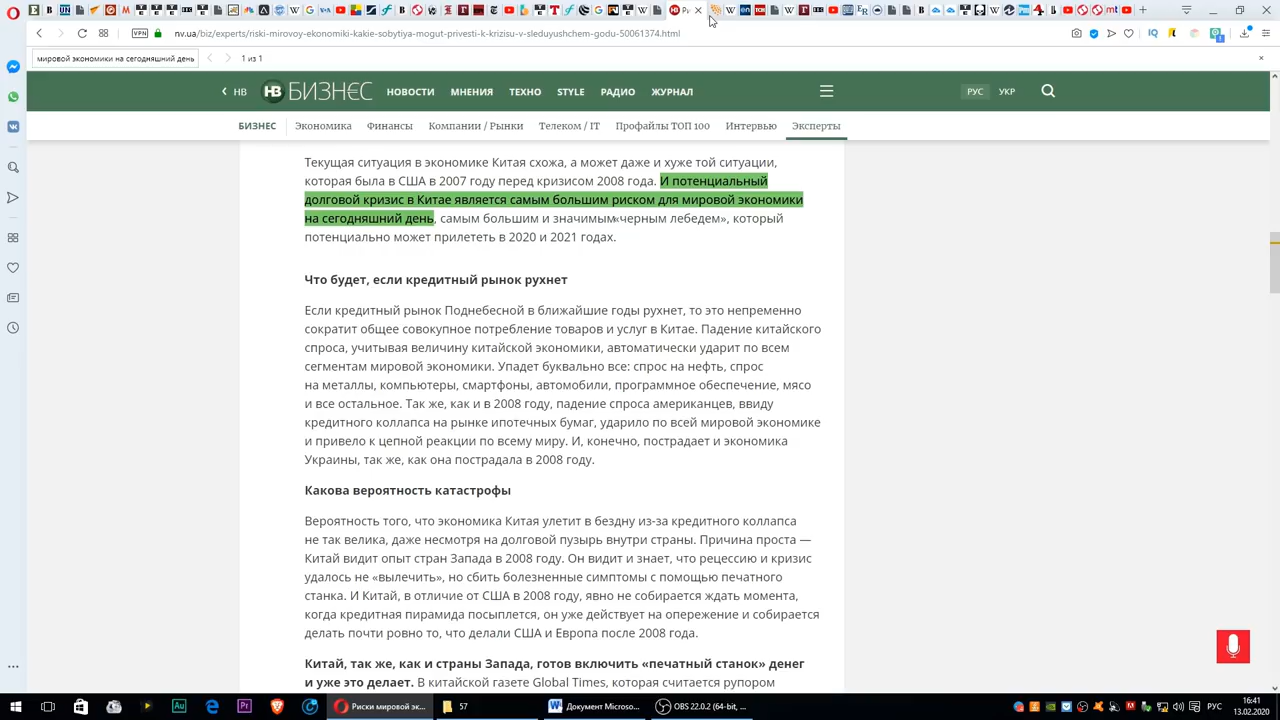 VPN
nv.ua/biz/experts/riski-mirovoy-ekonomiki-kakie-sobytiya-mogut-privesti-k-krizisu-v-sleduyushchem-godu-50061374.html
мировой экономики на сегодняшний день
1 из 1
НВ
НВ БИЗНЕС
НОВОСТИ МНЕНИЯ ТЕХНО STYLE РАДИО ЖУРНАЛ
РУС УКР
БИЗНЕС Экономика Финансы Компании / Рынки Телеком / IT Профайлы ТОП 100 Интервью Эксперты
Текущая ситуация в экономике Китая схожа, а может даже и хуже той ситуации,
которая была в США в 2007 году перед кризисом 2008 года. И потенциальный
долговой кризис в Китае является самым большим риском для мировой экономики
на сегодняшний день, самым большим и значимым«черным лебедем», который
потенциально может прилететь в 2020 и 2021 годах.
Что будет, если кредитный рынок рухнет
Если кредитный рынок Поднебесной в ближайшие годы рухнет, то это непременно
сократит общее совокупное потребление товаров и услуг в Китае. Падение китайского
спроса, учитывая величину китайской экономики, автоматически ударит по всем
сегментам мировой экономики. Упадет буквально все: спрос на нефть, спрос
на металлы, компьютеры, смартфоны, автомобили, программное обеспечение, мясо
и все остальное. Так же, как и в 2008 году, падение спроса американцев, ввиду
кредитного коллапса на рынке ипотечных бумаг, ударило по всей мировой экономике
и привело к цепной реакции по всему миру. И, конечно, пострадает и экономика
Украины, так же, как она пострадала в 2008 году.
Какова вероятность катастрофы
Вероятность того, что экономика Китая улетит в бездну из-за кредитного коллапса
не так велика, даже несмотря на долговой пузырь внутри страны. Причина проста —
Китай видит опыт стран Запада в 2008 году. Он видит и знает, что рецессию и кризис
удалось не «вылечить», но сбить болезненные симптомы с помощью печатного
станка. И Китай, в отличие от США в 2008 году, явно не собирается ждать момента,
когда кредитная пирамида посыплется, он уже действует на опережение и собирается
делать почти ровно то, что делали США и Европа после 2008 года.
Китай, так же, как и страны Запада, готов включить «печатный станок» денег
и уже это делает. В китайской газете Global Times, которая считается рупором
Риски мировой эк...
57
Документ Microso...
OBS 22.0.2 (64-bit, ...
РУС
16:41
13.02.2020